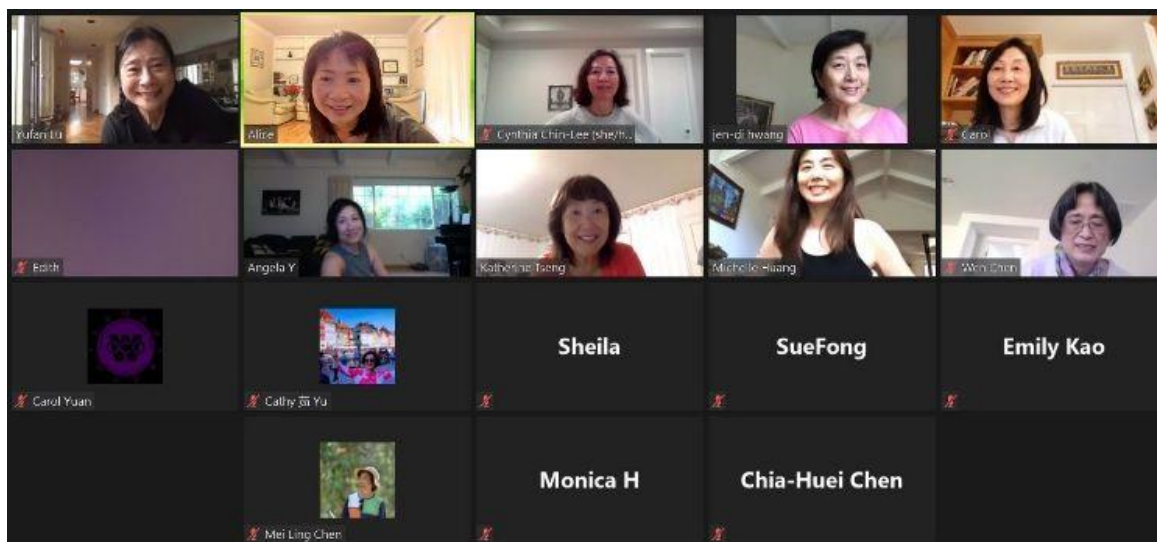 Yufan Lu
Alice
Cynthia Chin-Lee (she/h...
jen-di hwang
Carol
Edith
Angela Y
Katherine Tseng
Michelle Huang
Wen Chen
Carol Yuan
Cathy 茹 Yu
Sheila
SueFong
Emily Kao
Mei Ling Chen
Monica H
Chia-Huei Chen